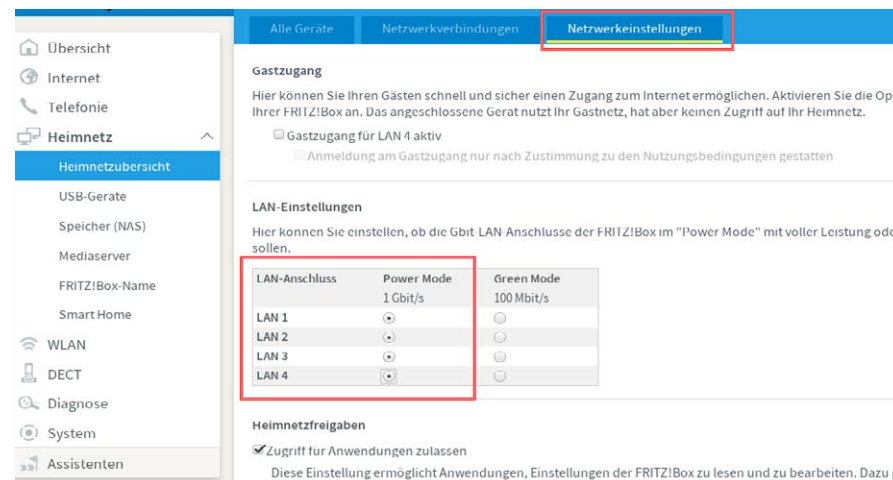 Alle Geräte
Netzwerkverbindungen
Netzwerkeinstellungen
Übersicht
Internet
Telefonie
Heimnetz
Heimnetzübersicht
USB-Geräte
Speicher (NAS)
Mediaserver
FRITZ!Box-Name
Smart Home
WLAN
DECT
Diagnose
System
Assistenten
Gastzugang
Hier können Sie Ihren Gästen schnell und sicher einen Zugang zum Internet ermöglichen. Aktivieren Sie die Op
Ihrer FRITZ!Box an. Das angeschlossene Gerät nutzt Ihr Gastnetz, hat aber keinen Zugriff auf Ihr Heimnetz.
Gastzugang für LAN 4 aktiv
Anmeldung am Gastzugang nur nach Zustimmung zu den Nutzungsbedingungen gestatten
LAN-Einstellungen
Hier können Sie einstellen, ob die Gbit-LAN-Anschlüsse der FRITZ!Box im "Power Mode" mit voller Leistung ode
sollen.
LAN-Anschluss Power Mode Green Mode
1 Gbit/s 100 Mbit/s
LAN 1
LAN 2
LAN 3
LAN 4
Heimnetzfreigaben
Zugriff für Anwendungen zulassen
Diese Einstellung ermöglicht Anwendungen, Einstellungen der FRITZ!Box zu lesen und zu bearbeiten. Dazu